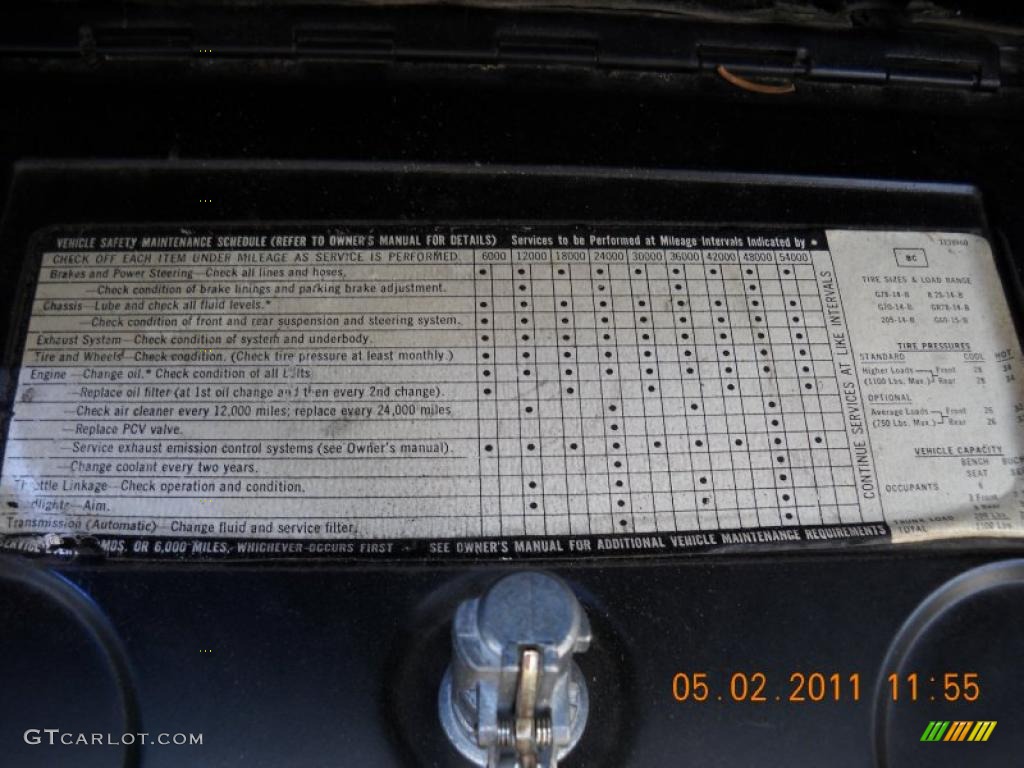 VEHICLE SAFETY MAINTENANCE SCHEDULE (REFER TO OWNER'S MANUAL FOR DETAILS) Services to be Performed at Mileage Intervals Indicated by •
CHECK OFF EACH ITEM UNDER MILEAGE AS SERVICE IS PERFORMED. 6000 12000 18000 24000 30000 36000 42000 48000 54000
Brakes and Power Steering—Check all lines and hoses.
—Check condition of brake linings and parking brake adjustment.
Chassis—Lube and check all fluid levels.*
—Check condition of front and rear suspension and steering system.
Exhaust System—Check condition of system and underbody.
Tire and Wheels—Check condition. (Check tire pressure at least monthly.)
Engine—Change oil.* Check condition of all
—Replace oil filter (at 1st oil change and then every 2nd change).
—Check air cleaner every 12,000 miles; replace every 24,000 miles
—Replace PCV valve.
—Service exhaust emission control systems (see Owner's manual).
—Change coolant every two years.
Throttle Linkage—Check operation and condition.
—Aim.
Transmission (Automatic)—Change fluid and service filter.
MOS. OR 6,000 MILES, WHICHEVER OCCURS FIRST SEE OWNER'S MANUAL FOR ADDITIONAL VEHICLE MAINTENANCE REQUIREMENTS
CONTINUE SERVICES AT LIKE INTERVALS
BC
TIRE SIZES & LOAD RANGE
G78-14-B
G70-14-B GR78-14-B
205-14-B G60-15-B
TIRE PRESSURES
STANDARD COOL HOT
Higher Loads Front 28
(1100 Lbs. Max.) Rear 28
OPTIONAL
Average Loads Front 26
(750 Lbs. Max.) Rear 26
VEHICLE CAPACITY
BENCH
SEAT
OCCUPANTS
TRUNK LOAD
TOTAL
05.02.2011 11:55
GTCARLOT.COM